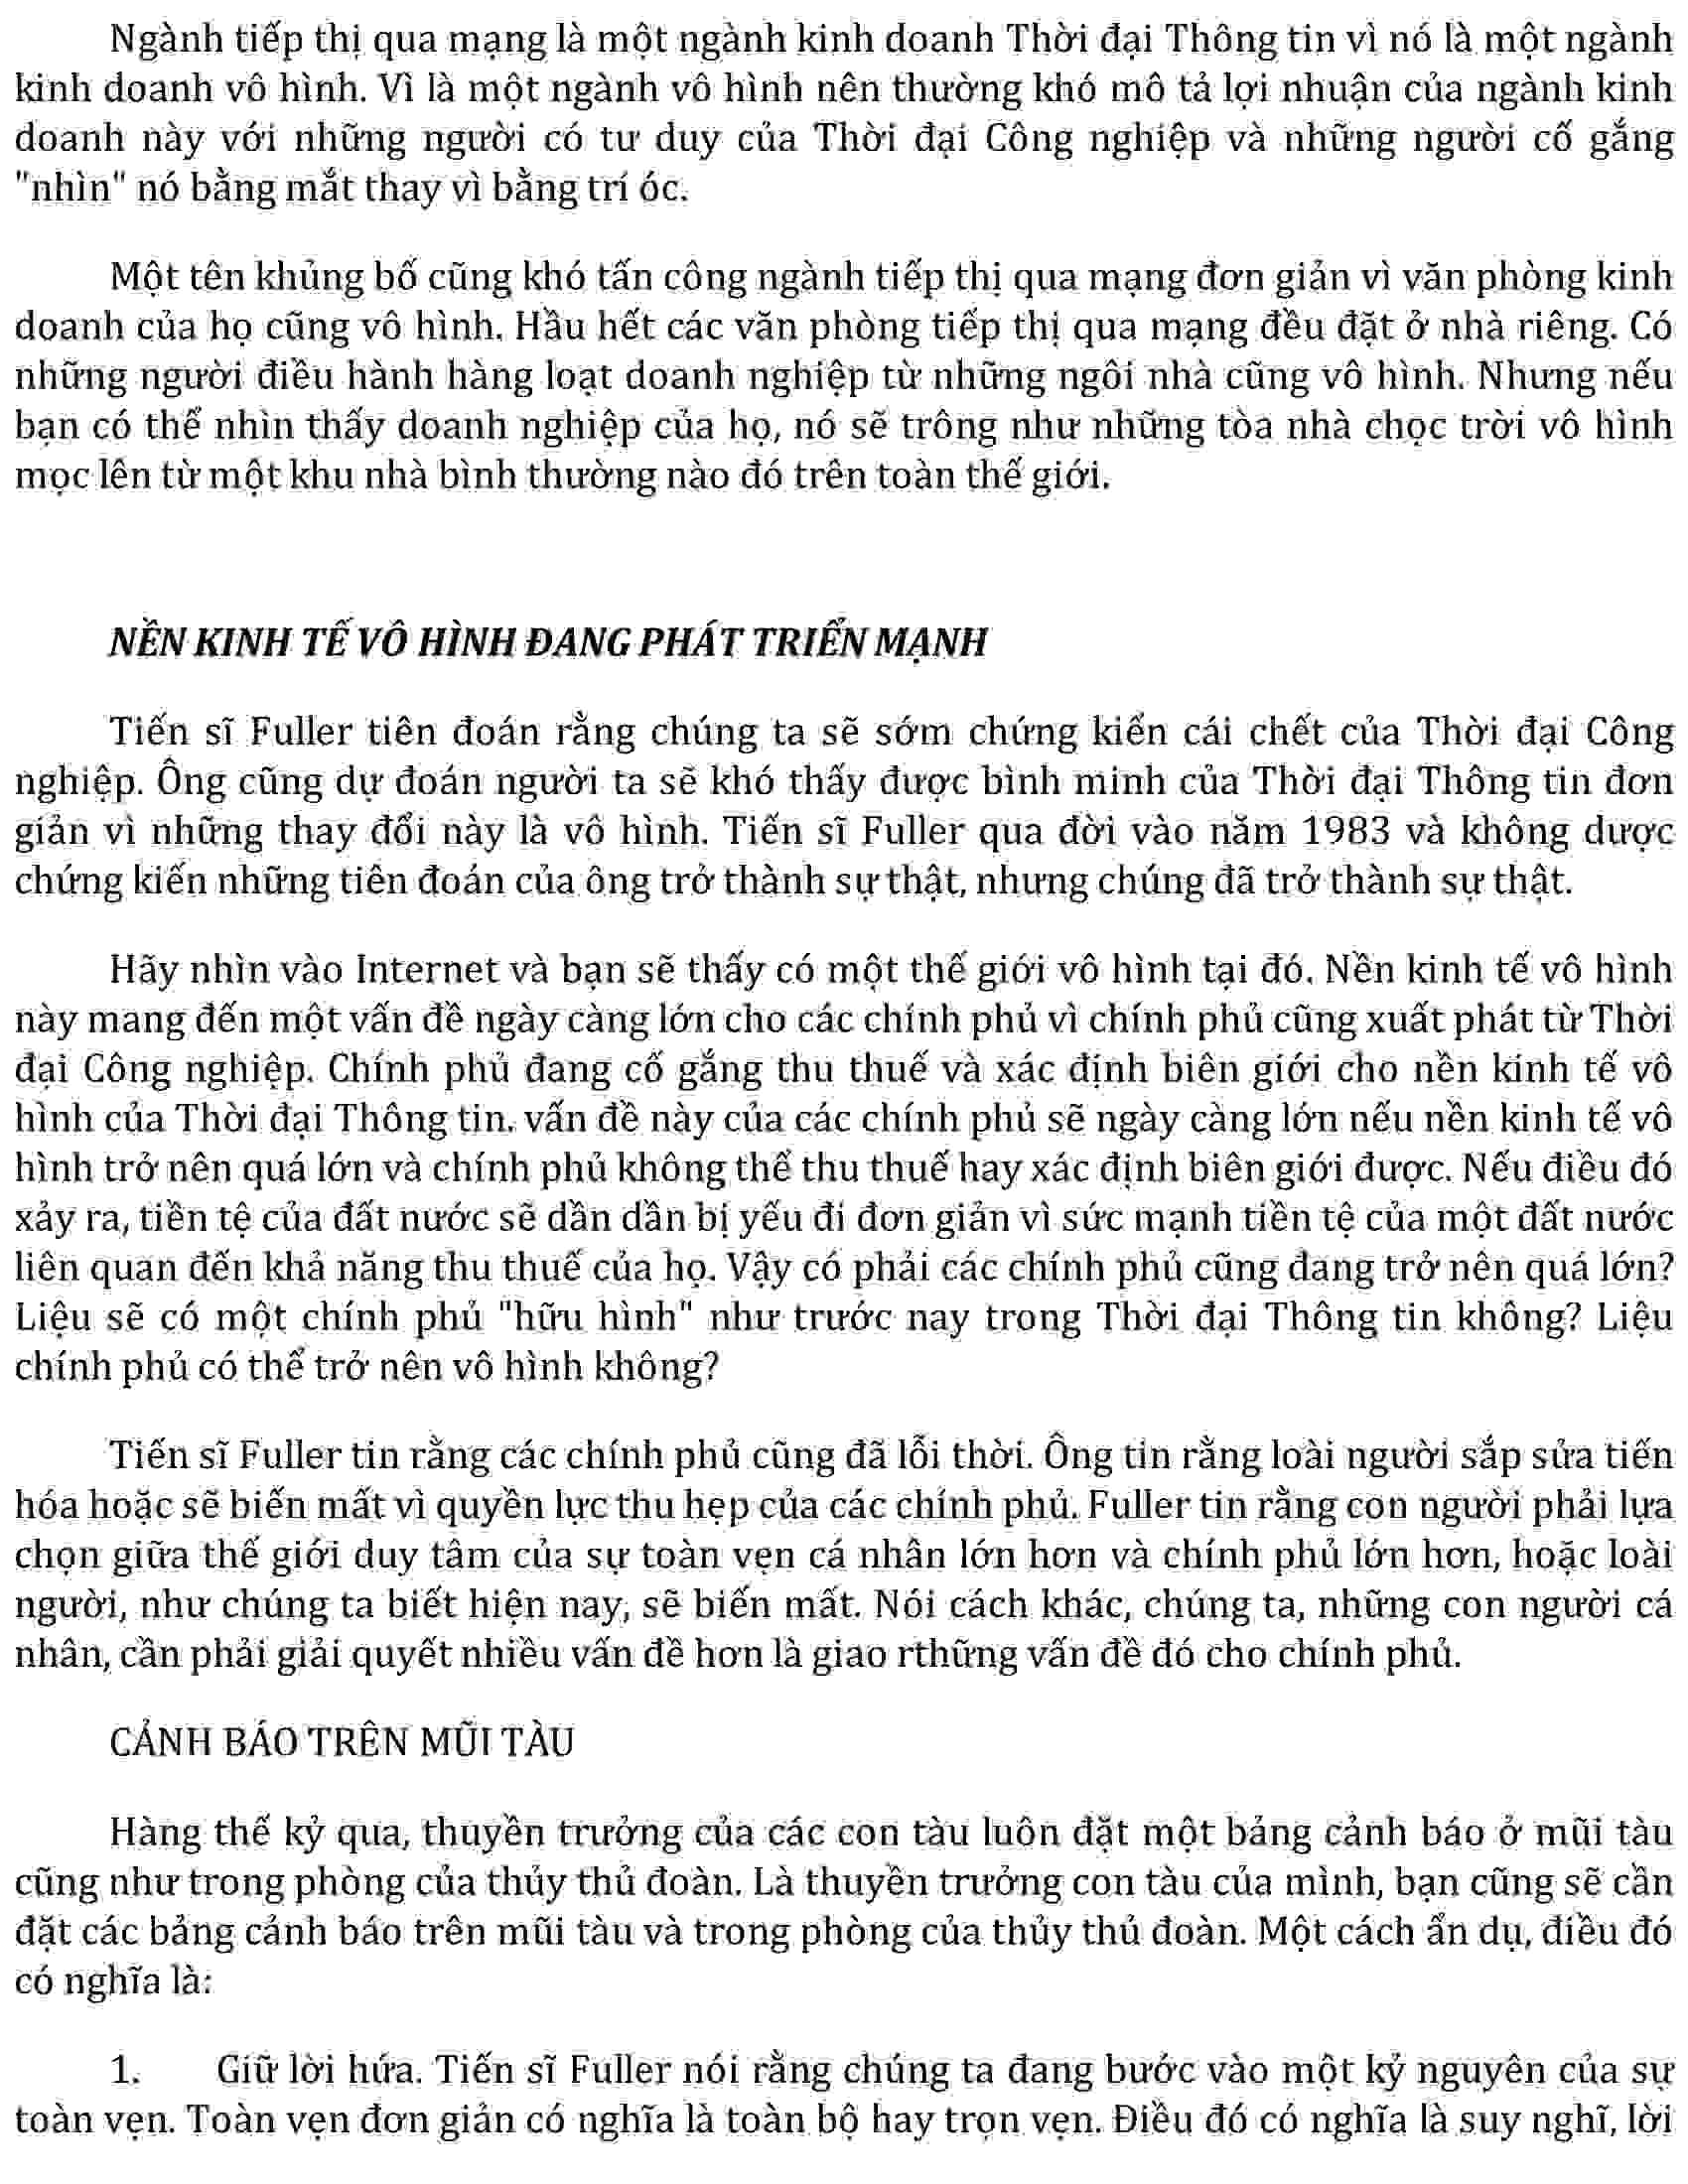 Ngành tiếp thị qua mạng là một ngành kinh doanh Thời đại Thông tin vì nó là một ngành
kinh doanh vô hình. Vì là một ngành vô hình nên thường khó mô tả lợi nhuận của ngành kinh
doanh này với những người có tư duy của Thời đại Công nghiệp và những người cố gắng
"nhìn" nó bằng mắt thay vì bằng trí óc.
Một tên khủng bố cũng khó tấn công ngành tiếp thị qua mạng đơn giản vì văn phòng kinh
doanh của họ cũng vô hình. Hầu hết các văn phòng tiếp thị qua mạng đều đặt ở nhà riêng. Có
những người điều hành hàng loạt doanh nghiệp từ những ngôi nhà cũng vô hình. Nhưng nếu
bạn có thể nhìn thấy doanh nghiệp của họ, nó sẽ trông như những tòa nhà chọc trời vô hình
mọc lên từ một khu nhà bình thường nào đó trên toàn thế giới.
NỀN KINH TẾ VÔ HÌNH ĐANG PHÁT TRIỂN MẠNH
Tiến sĩ Fuller tiên đoán rằng chúng ta sẽ sớm chứng kiến cái chết của Thời đại Công
nghiệp. Ông cũng dự đoán người ta sẽ khó thấy được bình minh của Thời đại Thông tin đơn
giản vì những thay đổi này là vô hình. Tiến sĩ Fuller qua đời vào năm 1983 và không dược
chứng kiến những tiên đoán của ông trở thành sự thật, nhưng chúng đã trở thành sự thật.
Hãy nhìn vào Internet và bạn sẽ thấy có một thế giới vô hình tại đó. Nền kinh tế vô hình
này mang đến một vấn đề ngày càng lớn cho các chính phủ vì chính phủ cũng xuất phát từ Thời
đại Công nghiệp. Chính phủ đang cố gắng thu thuế và xác định biên giới cho nền kinh tế vô
hình của Thời đại Thông tin. vấn đề này của các chính phủ sẽ ngày càng lớn nếu nền kinh tế vô
hình trở nên quá lớn và chính phủ không thể thu thuế hay xác định biên giới được. Nếu điều đó
xảy ra, tiền tệ của đất nước sẽ dần dần bị yếu đi đơn giản vì sức mạnh tiền tệ của một đất nước
liên quan đến khả năng thu thuế của họ. Vậy có phải các chính phủ cũng đang trở nên quá lớn?
Liệu sẽ có một chính phủ "hữu hình" như trước nay trong Thời đại Thông tin không? Liệu
chính phủ có thể trở nên vô hình không?
Tiến sĩ Fuller tin rằng các chính phủ cũng đã lỗi thời. Ông tin rằng loài người sắp sửa tiến
hóa hoặc sẽ biến mất vì quyền lực thu hẹp của các chính phủ. Fuller tin rằng con người phải lựa
chọn giữa thế giới duy tâm của sự toàn vẹn cá nhân lớn hơn và chính phủ lớn hơn, hoặc loài
người, như chúng ta biết hiện nay, sẽ biến mất. Nói cách khác, chúng ta, những con người cá
nhân, cần phải giải quyết nhiều vấn đề hơn là giao rthững vấn đề đó cho chính phủ.
CẢNH BÁO TRÊN MŨI TÀU
Hàng thế kỷ qua, thuyền trưởng của các con tàu luôn đặt một bảng cảnh báo ở mũi tàu
cũng như trong phòng của thủy thủ đoàn. Là thuyền trưởng con tàu của mình, bạn cũng sẽ cần
đặt các bảng cảnh báo trên mũi tàu và trong phòng của thủy thủ đoàn. Một cách ẩn dụ, điều đó
có nghĩa là:
1. Giữ lời hứa. Tiến sĩ Fuller nói rằng chúng ta đang bước vào một kỷ nguyên của sự
toàn vẹn. Toàn vẹn đơn giản có nghĩa là toàn bộ hay trọn vẹn. Điều đó có nghĩa là suy nghĩ, lời